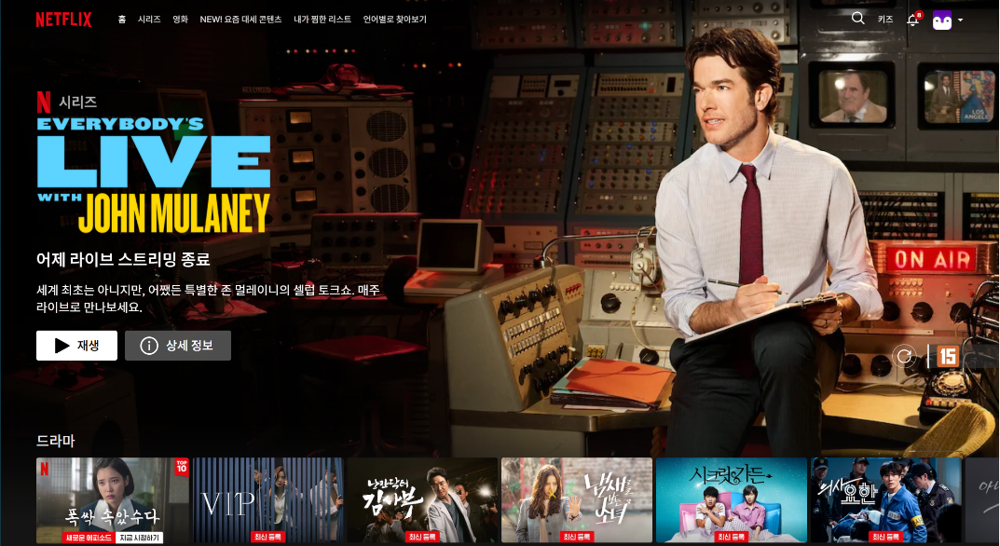 NETFLIX
홈 시리즈 영화 NEW! 요즘 대세 콘텐츠 내가 찜한 리스트 언어별로 찾아보기
키즈
8
N 시리즈
EVERYBODY'S
LIVE
WITH JOHN MULANEY
어제 라이브 스트리밍 종료
세계 최초는 아니지만, 어쨌든 특별한 존 멀레이니의 셀럽 토크쇼. 매주
라이브로 만나보세요.
재생
상세 정보
HOLLYWOOD
LOS
ANGELES
ON AIR
15
드라마
N
TOP
10
폭싹 속았수다
새로운 에피소드 지금 시청하기
VIP
최신 등록
낭만닥터
김사부
최신 등록
냄새를
보는
소녀
최신 등록
시크릿가든
최신 등록
의사
요한
최신 등록